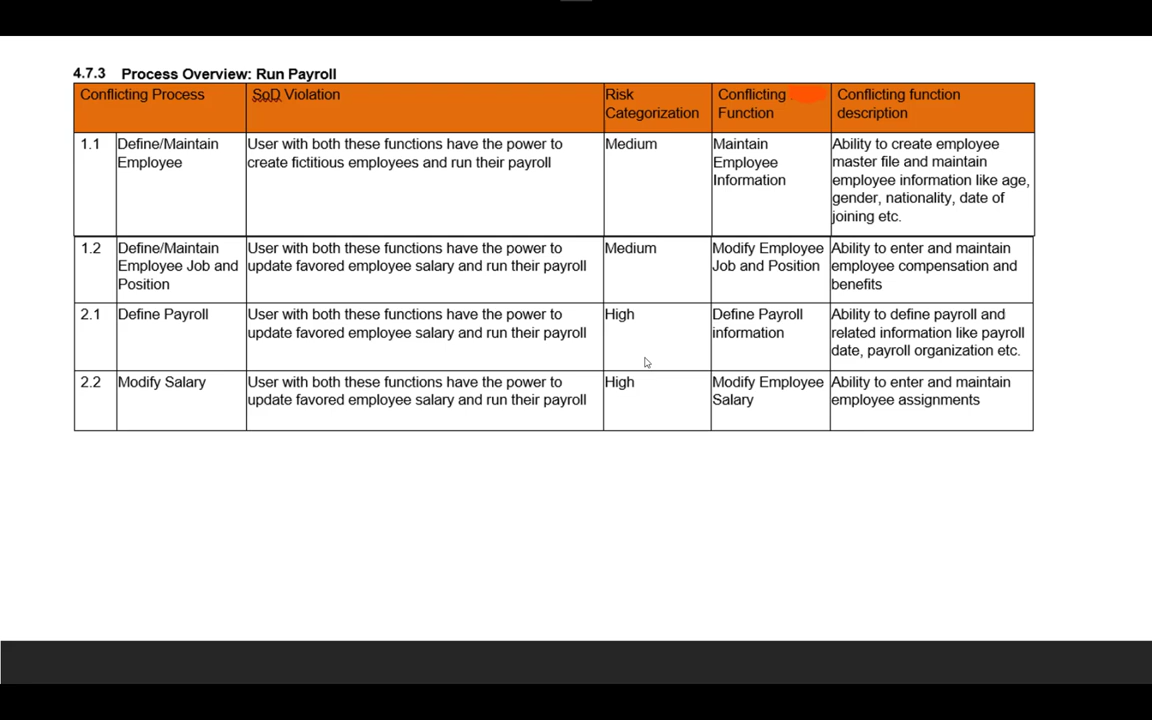 4.7.3 Process Overview: Run Payroll
Conflicting Process
SoD Violation
Risk
Categorization
Conflicting
Function
Conflicting function
description
1.1
Define/Maintain
Employee
User with both these functions have the power to
create fictitious employees and run their payroll
Medium
Maintain
Employee
Information
Ability to create employee
master file and maintain
employee information like age,
gender, nationality, date of
joining etc.
1.2
Define/Maintain
Employee Job and
Position
User with both these functions have the power to
update favored employee salary and run their payroll
Medium
Modify Employee
Job and Position
Ability to enter and maintain
employee compensation and
benefits
2.1
Define Payroll
User with both these functions have the power to
update favored employee salary and run their payroll
High
Define Payroll
information
Ability to define payroll and
related information like payroll
date, payroll organization etc.
2.2
Modify Salary
User with both these functions have the power to
update favored employee salary and run their payroll
High
Modify Employee
Salary
Ability to enter and maintain
employee assignments